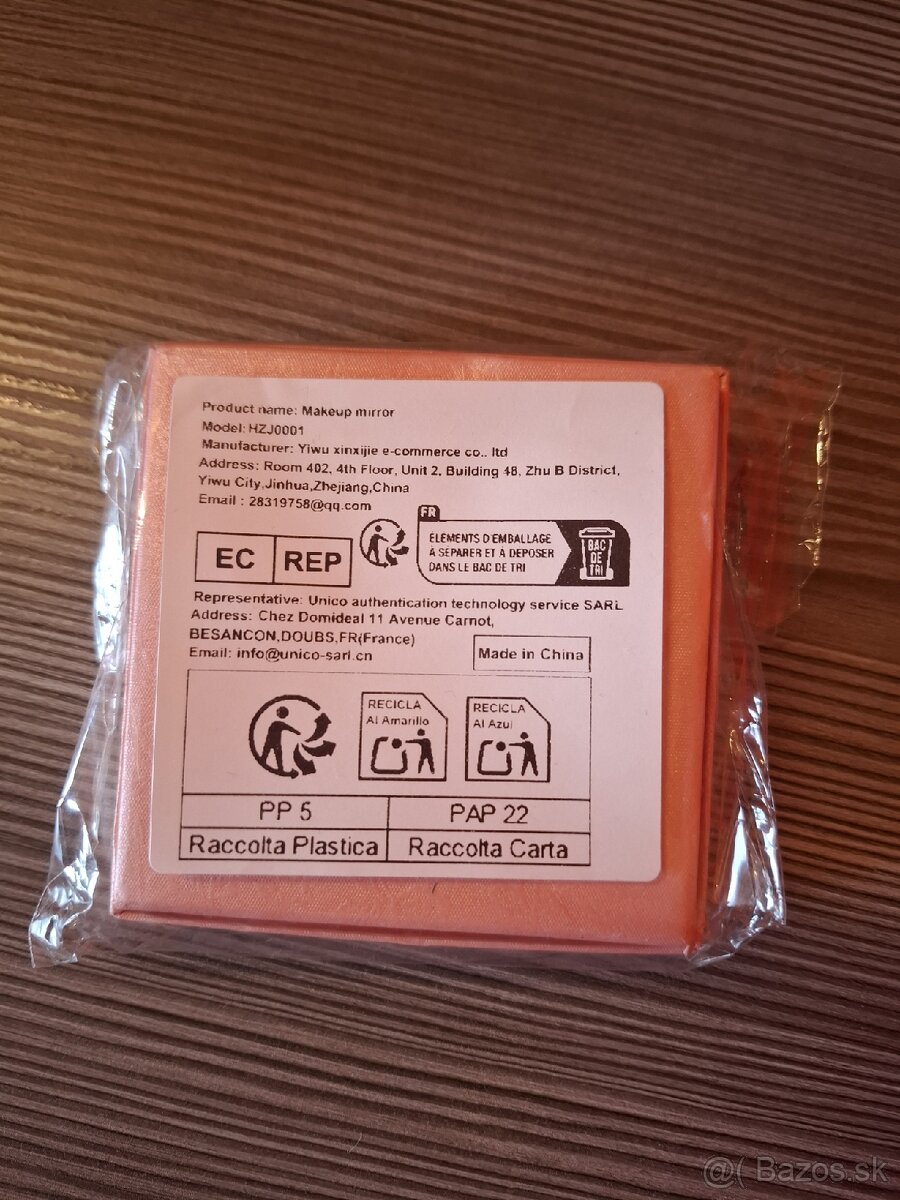 Product name: Makeup mirror
Model: HZJ0001
Manufacturer: Yiwu xinxijie e-commerce co.. ltd
Address: Room 402, 4th Floor, Unit 2, Building 48, Zhu B District,
Yiwu City,Jinhua,Zhejiang,China
Email : 28319758@qq.com
EC REP
FR
ÉLÉMENTS D'EMBALLAGE
À SÉPARER ET À DÉPOSER
DANS LE BAC DE TRI
BAC
DE
TRI
Representative: Unico authentication technology service SARL
Address: Chez Domideal 11 Avenue Carnot,
BESANCON,DOUBS,FR(France)
Email: info@unico-sarl.cn
Made in China
RECICLA
Al Amarillo
RECICLA
Al Azul
PP 5 PAP 22
Raccolta Plastica Raccolta Carta
@( Bazos.sk